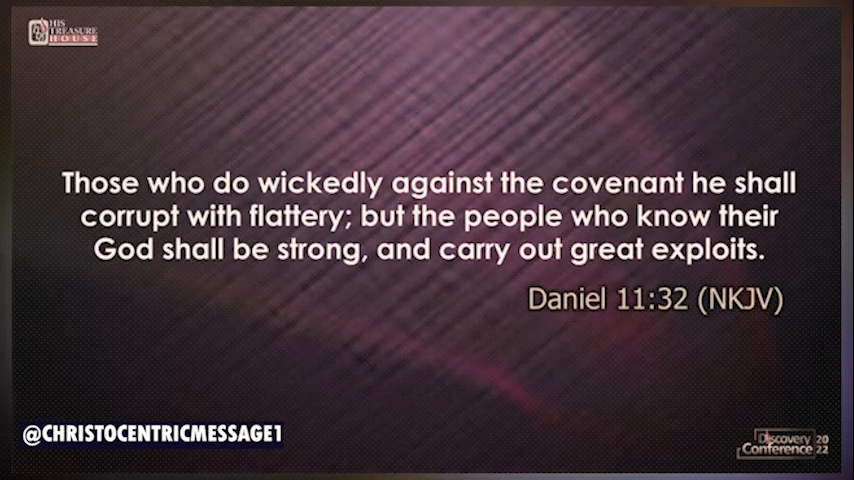 HIS
TREASURE
HOUSE
Those who do wickedly against the covenant he shall
corrupt with flattery; but the people who know their
God shall be strong, and carry out great exploits.
Daniel 11:32 (NKJV)
@CHRISTOCENTRICMESSAGE1
Discovery
Conference
20
22